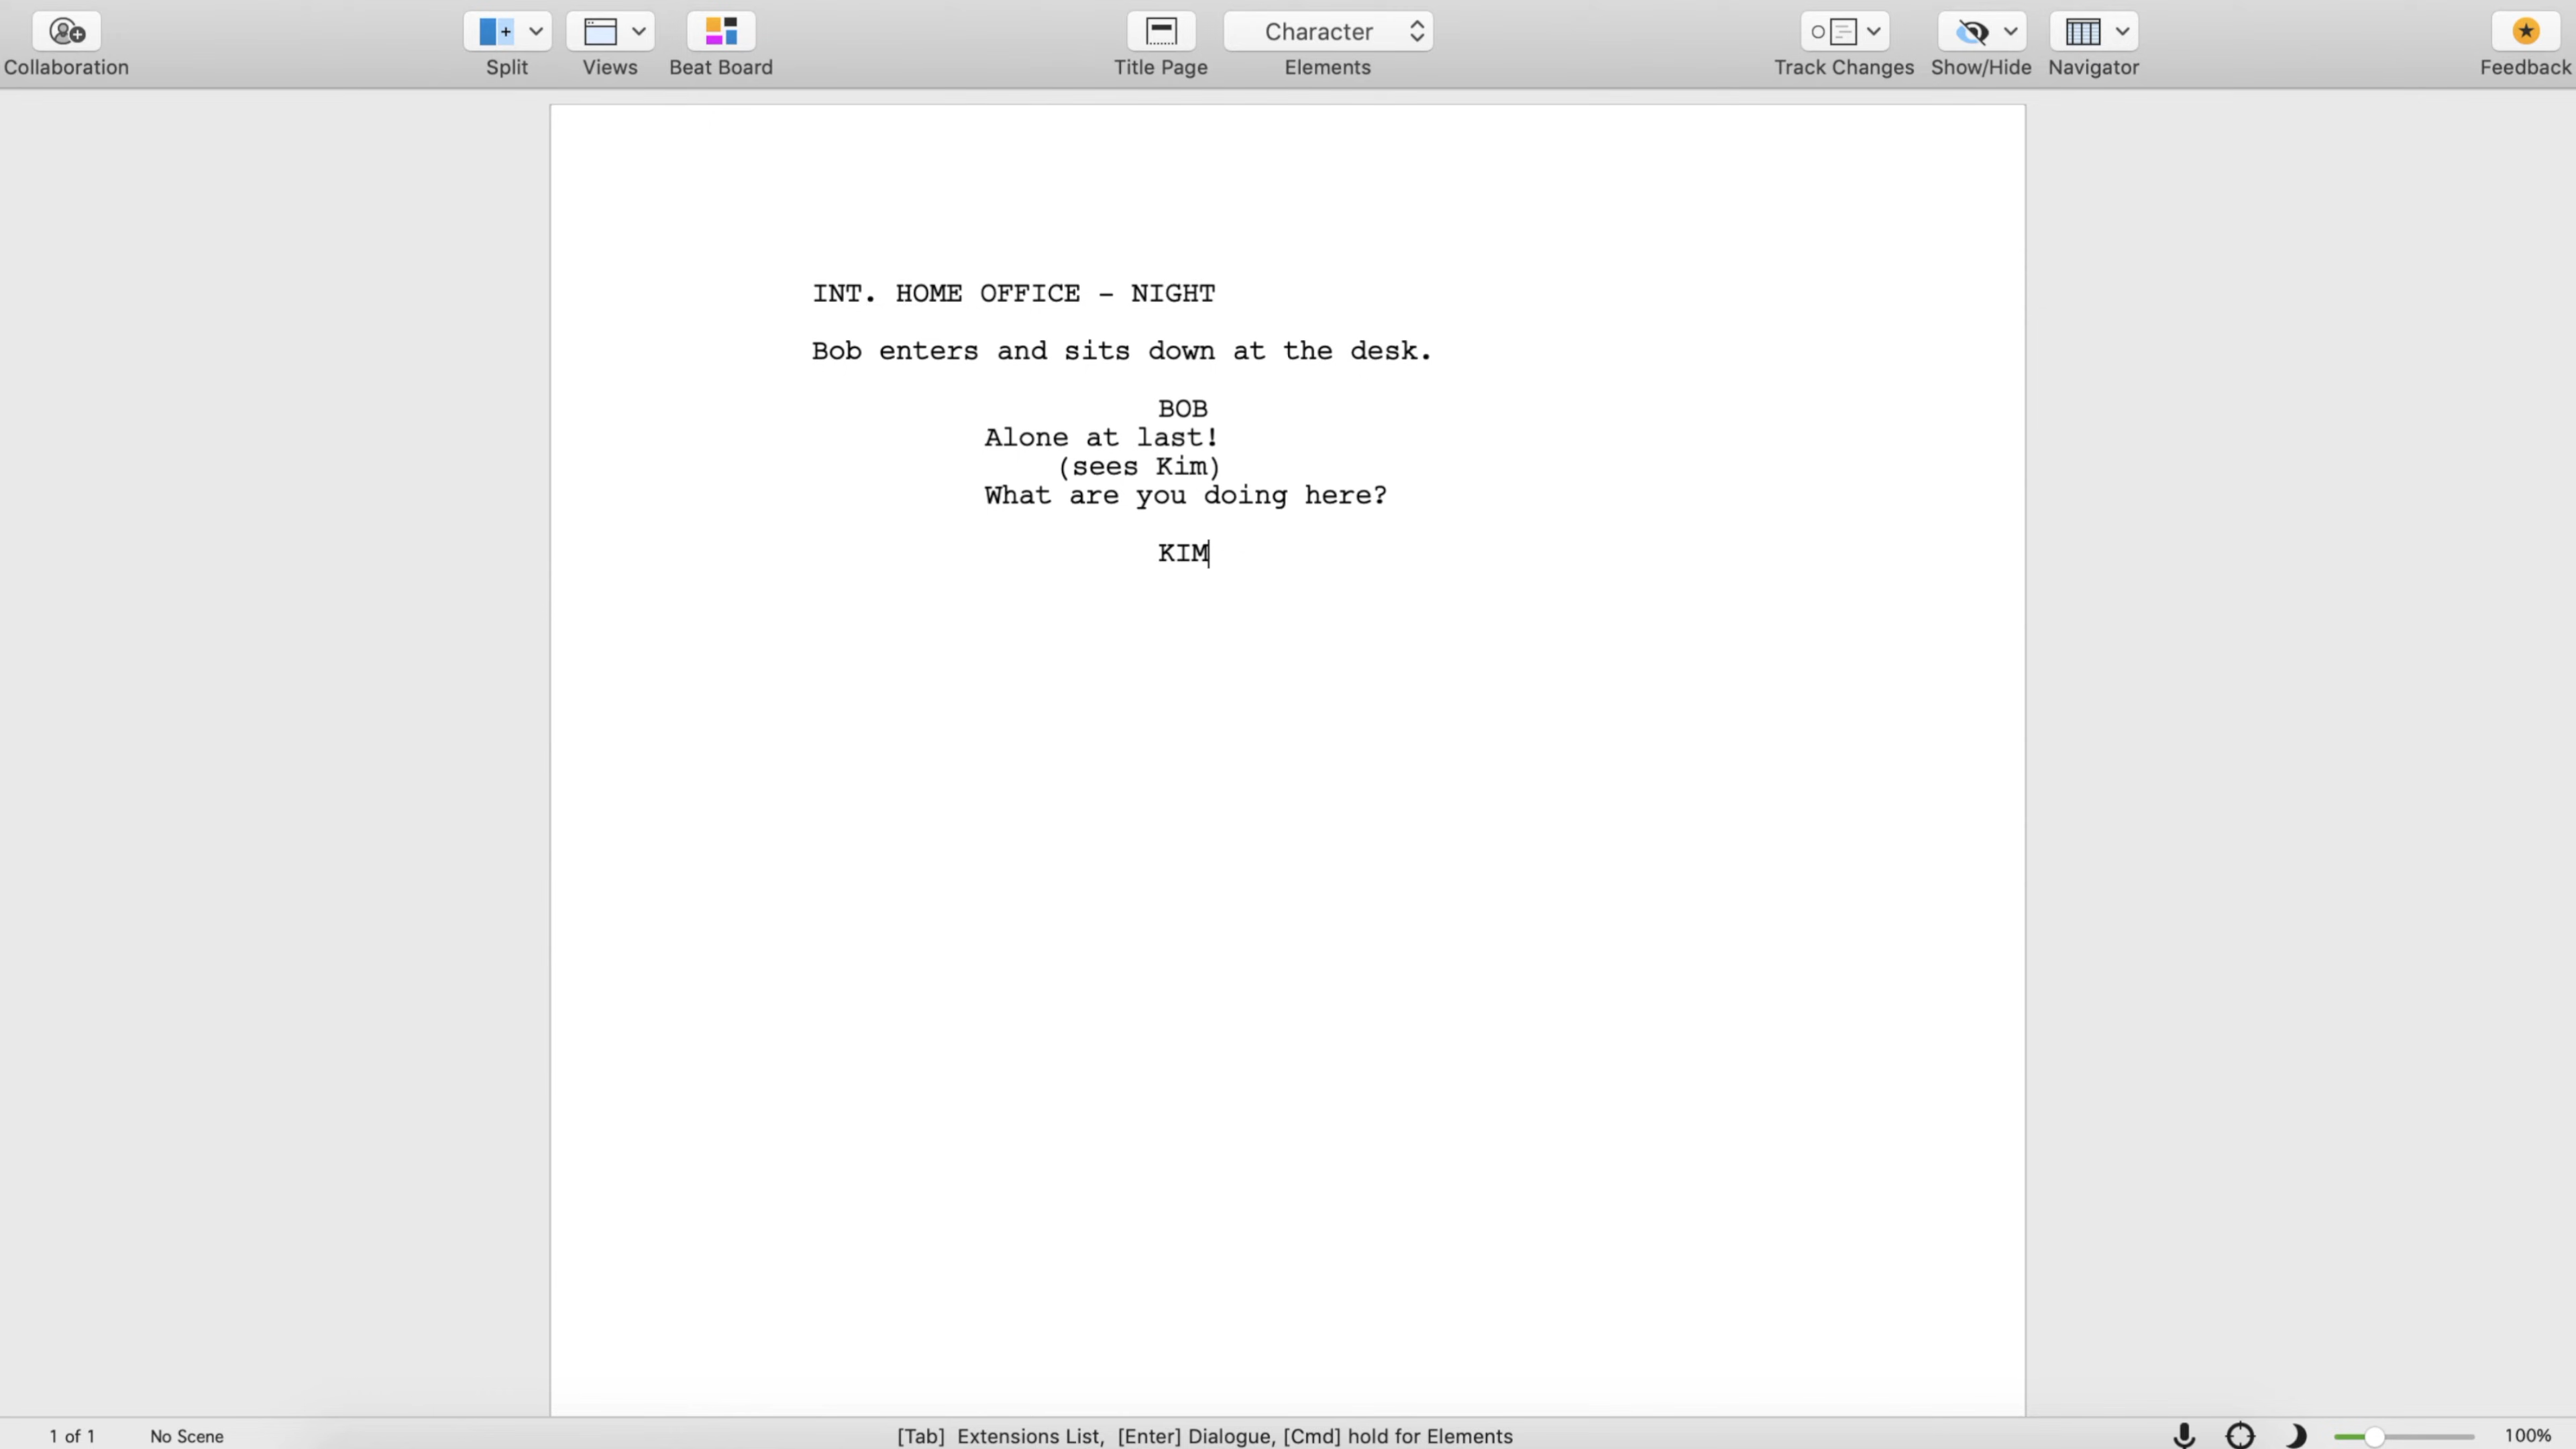 Character
Collaboration
Split
Views
Beat Board
Title Page
Elements
Track Changes
Show/Hide
Navigator
Feedback
INT. HOME OFFICE - NIGHT
Bob enters and sits down at the desk.
BOB
Alone at last!
(sees Kim)
What are you doing here?
KIM
1 of 1
No Scene
[Tab] Extensions List, [Enter] Dialogue, [Cmd] hold for Elements
100%